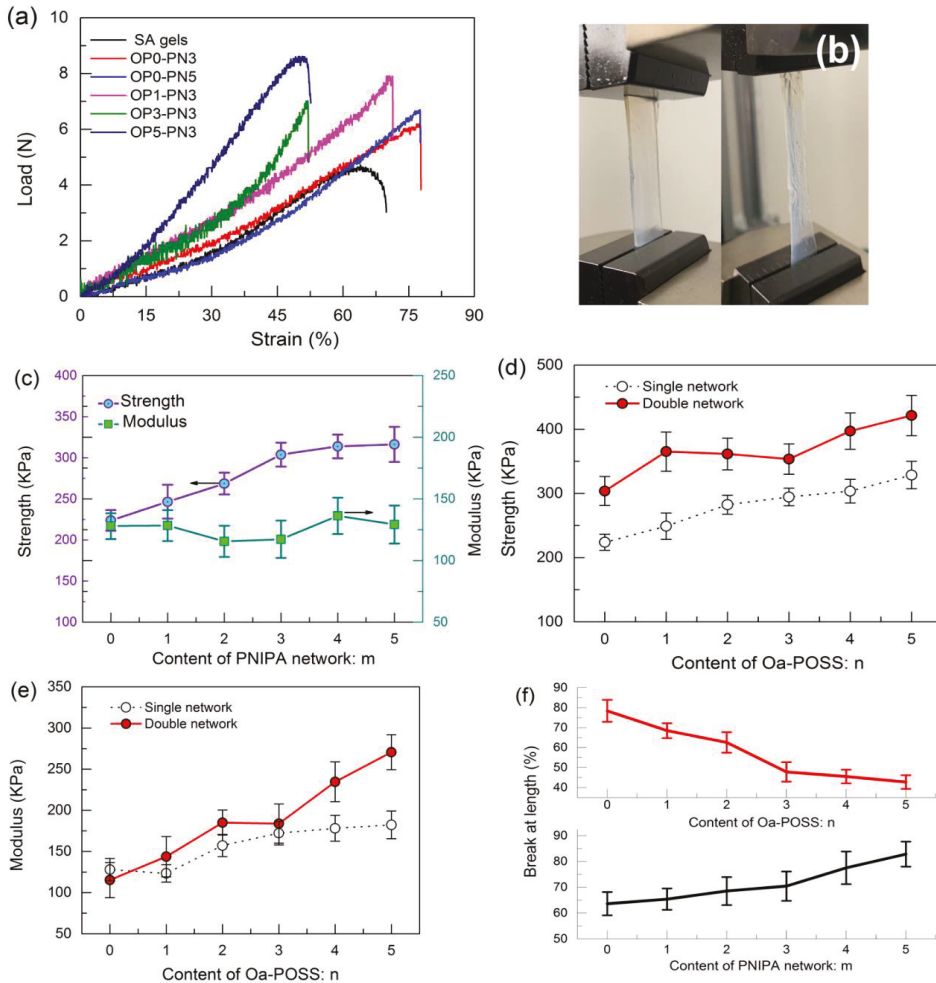 (a)
SA gels
OP0-PN3
OP0-PN5
OP1-PN3
OP3-PN3
OP5-PN3
10
8
6
4
2
0
Load (N)
0 15 30 45 60 75 90
Strain (%)
(b)
(c)
Strength
Modulus
400
350
300
250
200
150
100
Strength (KPa)
250
200
150
100
50
Modulus (KPa)
0 1 2 3 4 5
Content of PNIPA network: m
(d)
Single network
Double network
500
400
300
200
100
Strength (KPa)
0 1 2 3 4 5
Content of Oa-POSS: n
(e)
Single network
Double network
350
300
250
200
150
100
50
Modulus (KPa)
0 1 2 3 4 5
Content of Oa-POSS: n
(f)
90
80
70
60
50
40
0 1 2 3 4 5
Content of Oa-POSS: n
Break at length (%)
90
80
70
60
50
0 1 2 3 4 5
Content of PNIPA network: m